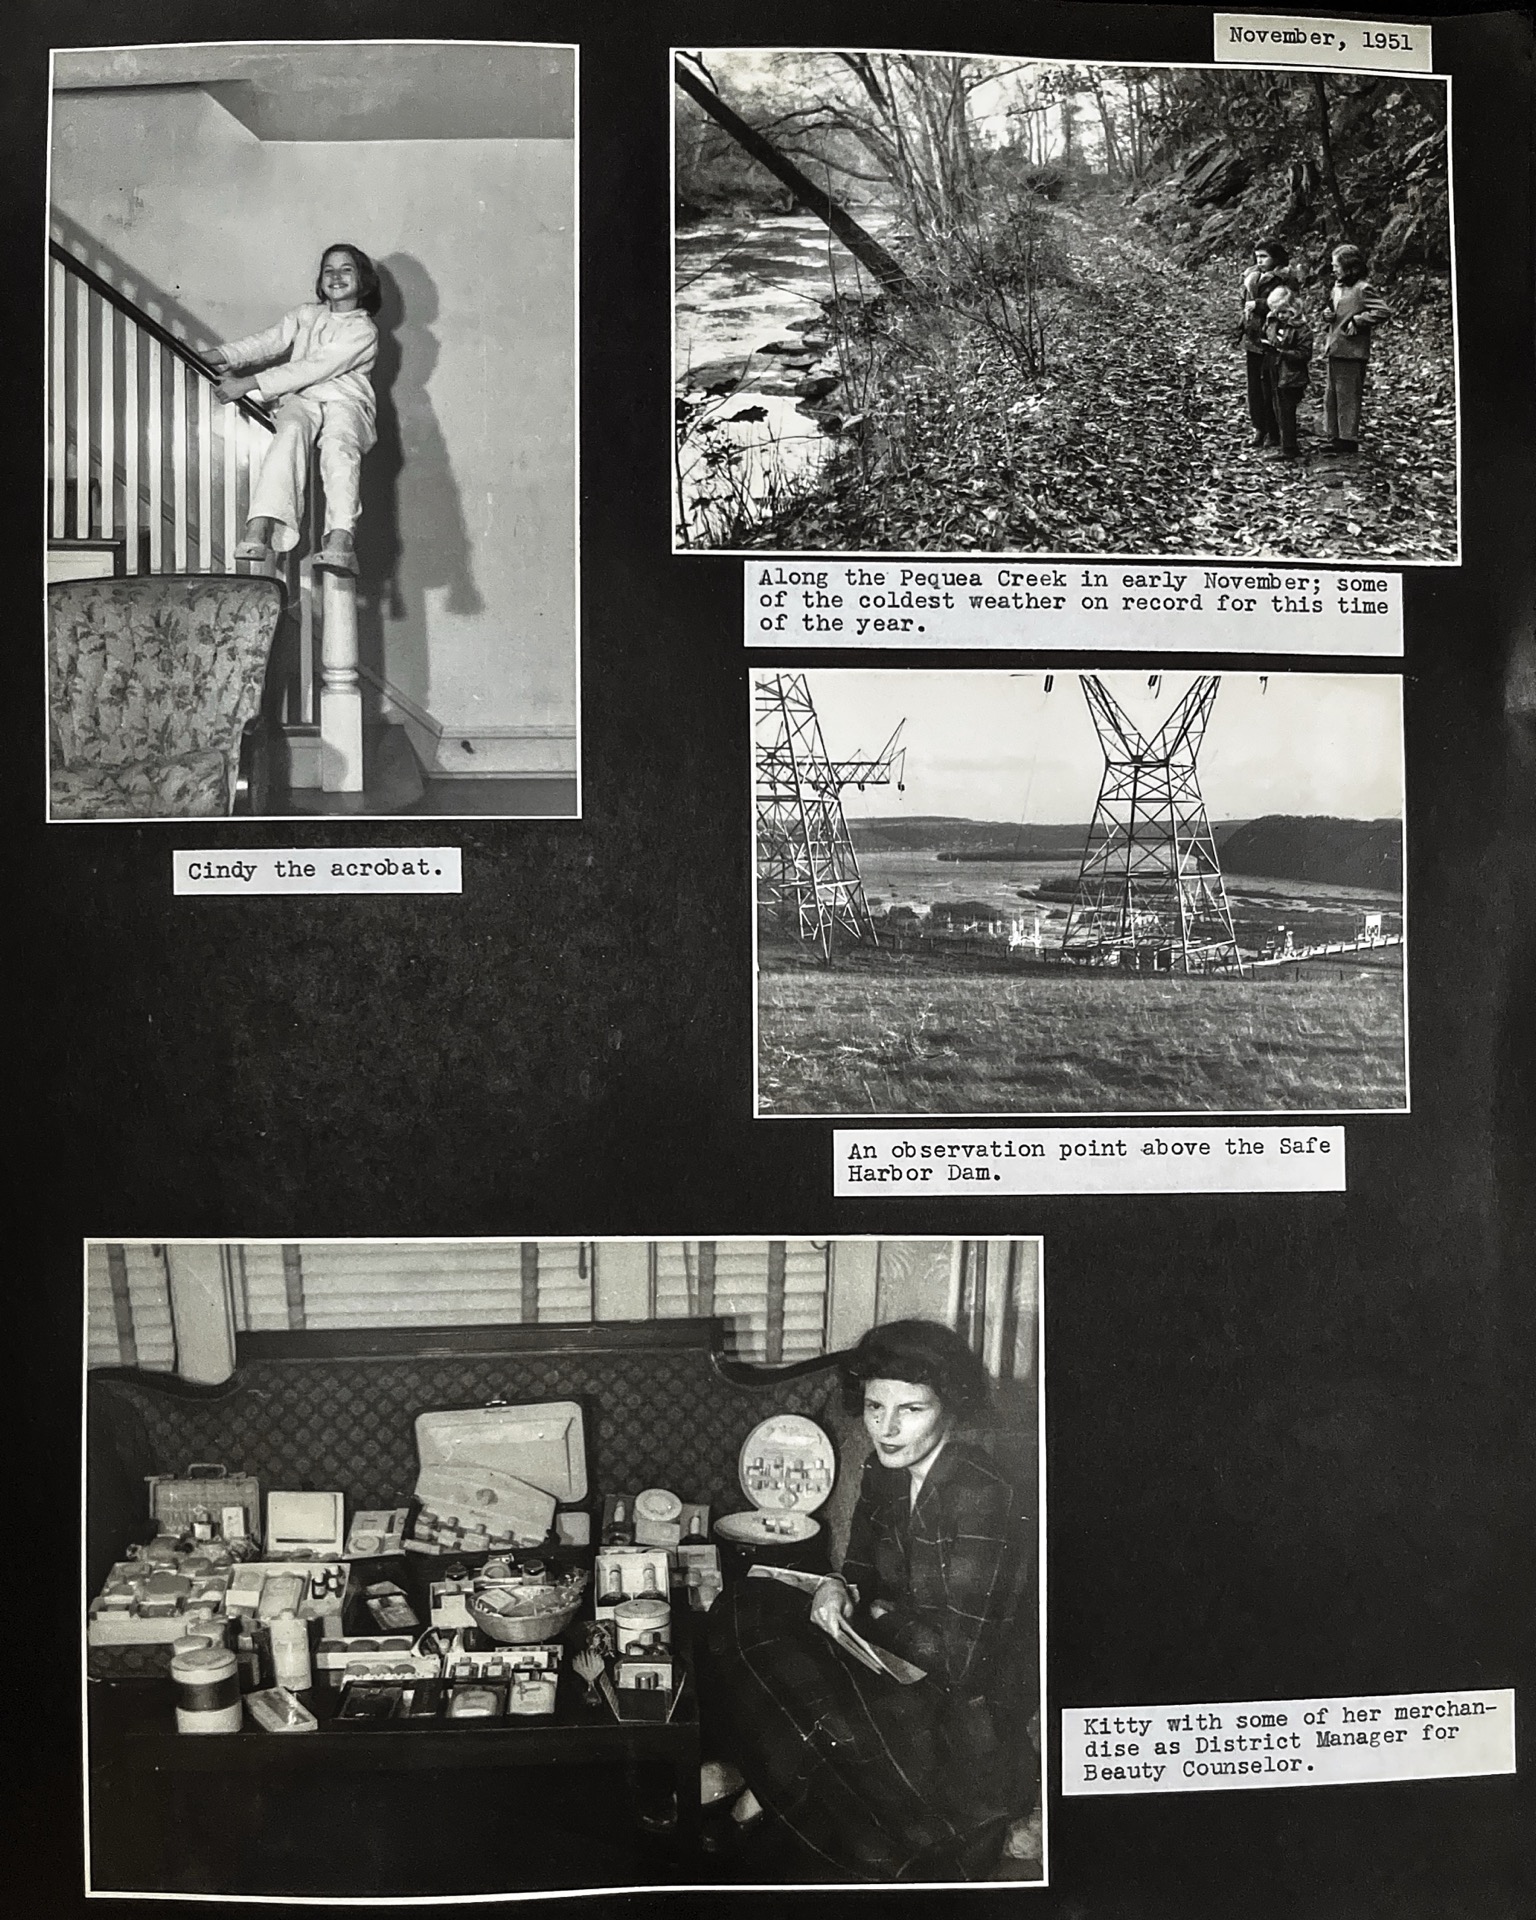 November, 1951
Along the Pequea Creek in early November; some
of the coldest weather on record for this time
of the year.
Cindy the acrobat.
An observation point above the Safe
Harbor Dam.
Kitty with some of her merchan-
dise as District Manager for
Beauty Counselor.